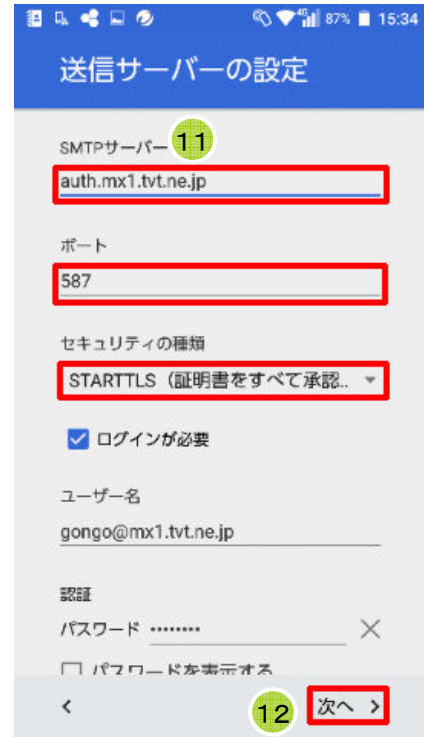 87% 15:34
送信サーバーの設定
SMTPサーバー 11
auth.mx1.tvt.ne.jp
ポート
587
セキュリティの種類
STARTTLS（証明書をすべて承認..
ログインが必要
ユーザー名
gongo@mx1.tvt.ne.jp
認証
パスワード ········
パスワードを表示する
12 次へ